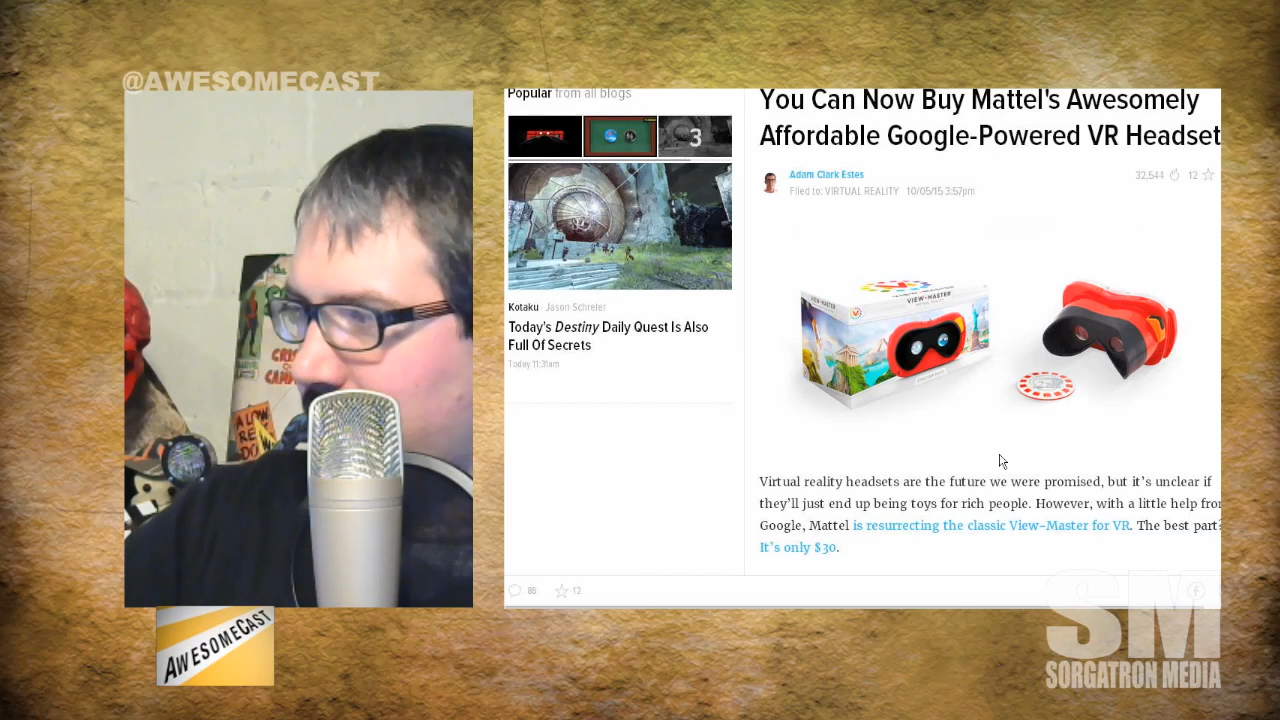 @AWESOMECAST
Popular from all blogs
3
Kotaku · Jason Schreier
Today's Destiny Daily Quest Is Also
Full Of Secrets
Today 11:31am
You Can Now Buy Mattel's Awesomely
Affordable Google-Powered VR Headset
Adam Clark Estes
32,544 12
Filed to: VIRTUAL REALITY 10/05/15 3:57pm
VIEW-MASTER
VIEW-MASTER
Virtual reality headsets are the future we were promised, but it's unclear if
they'll just end up being toys for rich people. However, with a little help from
Google, Mattel is resurrecting the classic View-Master for VR. The best part?
It's only $30.
86 12
A LOW
AWESOMECAST
SM
SORGATRON MEDIA